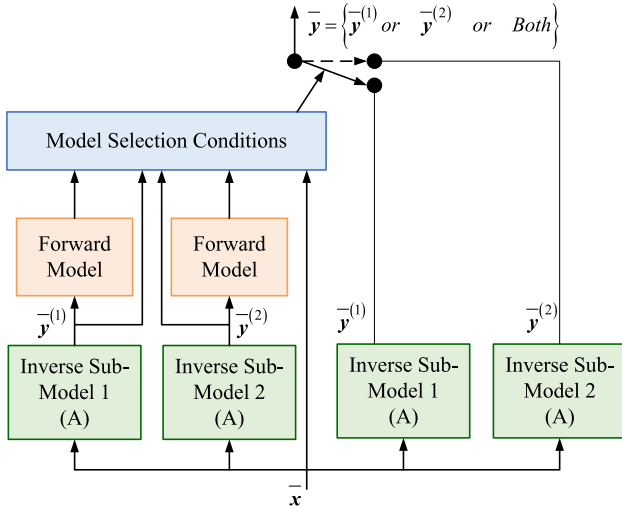 y̅ = {y̅⁽¹⁾ or y̅⁽²⁾ or Both}
Model Selection Conditions
Forward
Model
Forward
Model
y̅⁽¹⁾
y̅⁽²⁾
y̅⁽¹⁾
y̅⁽²⁾
Inverse Sub-
Model 1
(A)
Inverse Sub-
Model 2
(A)
Inverse Sub-
Model 1
(A)
Inverse Sub-
Model 2
(A)
x̅